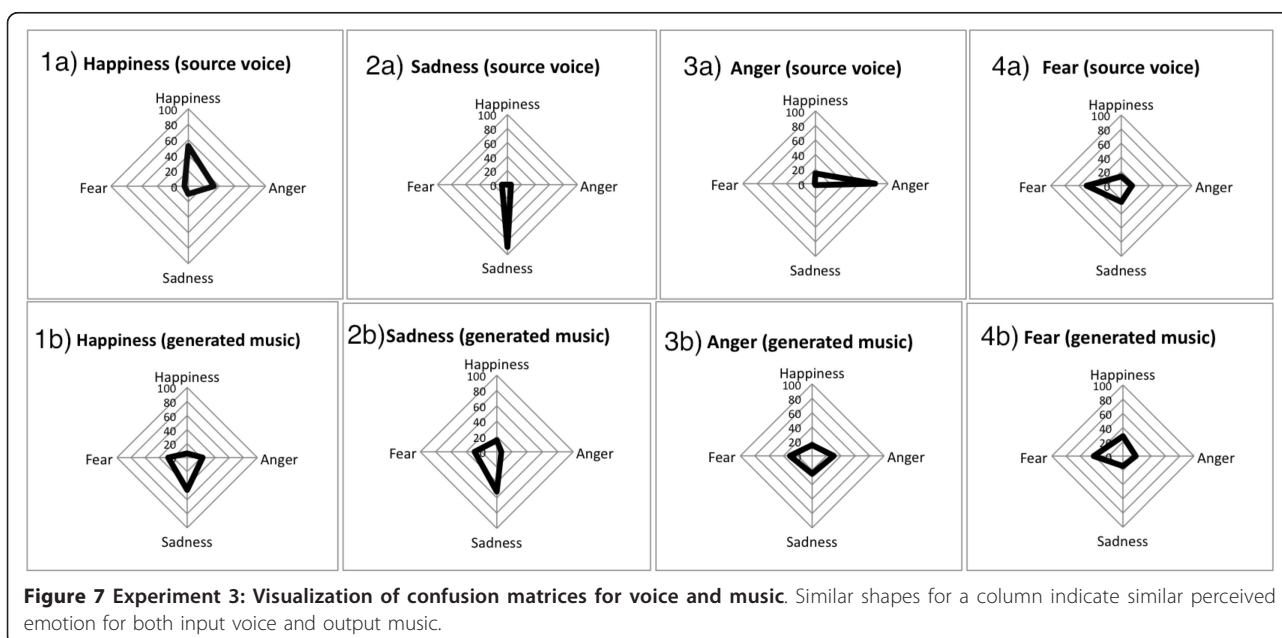 1a) Happiness (source voice)
Happiness
100
80
60
40
20
0
Fear
Anger
Sadness
2a) Sadness (source voice)
Happiness
100
80
60
40
20
0
Fear
Anger
Sadness
3a) Anger (source voice)
Happiness
100
80
60
40
20
0
Fear
Anger
Sadness
4a) Fear (source voice)
Happiness
100
80
60
40
20
0
Fear
Anger
Sadness
1b) Happiness (generated music)
Happiness
100
80
60
40
20
0
Fear
Anger
Sadness
2b) Sadness (generated music)
Happiness
100
80
60
40
20
0
Fear
Anger
Sadness
3b) Anger (generated music)
Happiness
100
80
60
40
20
0
Fear
Anger
Sadness
4b) Fear (generated music)
Happiness
100
80
60
40
20
0
Fear
Anger
Sadness
Figure 7 Experiment 3: Visualization of confusion matrices for voice and music. Similar shapes for a column indicate similar perceived
emotion for both input voice and output music.